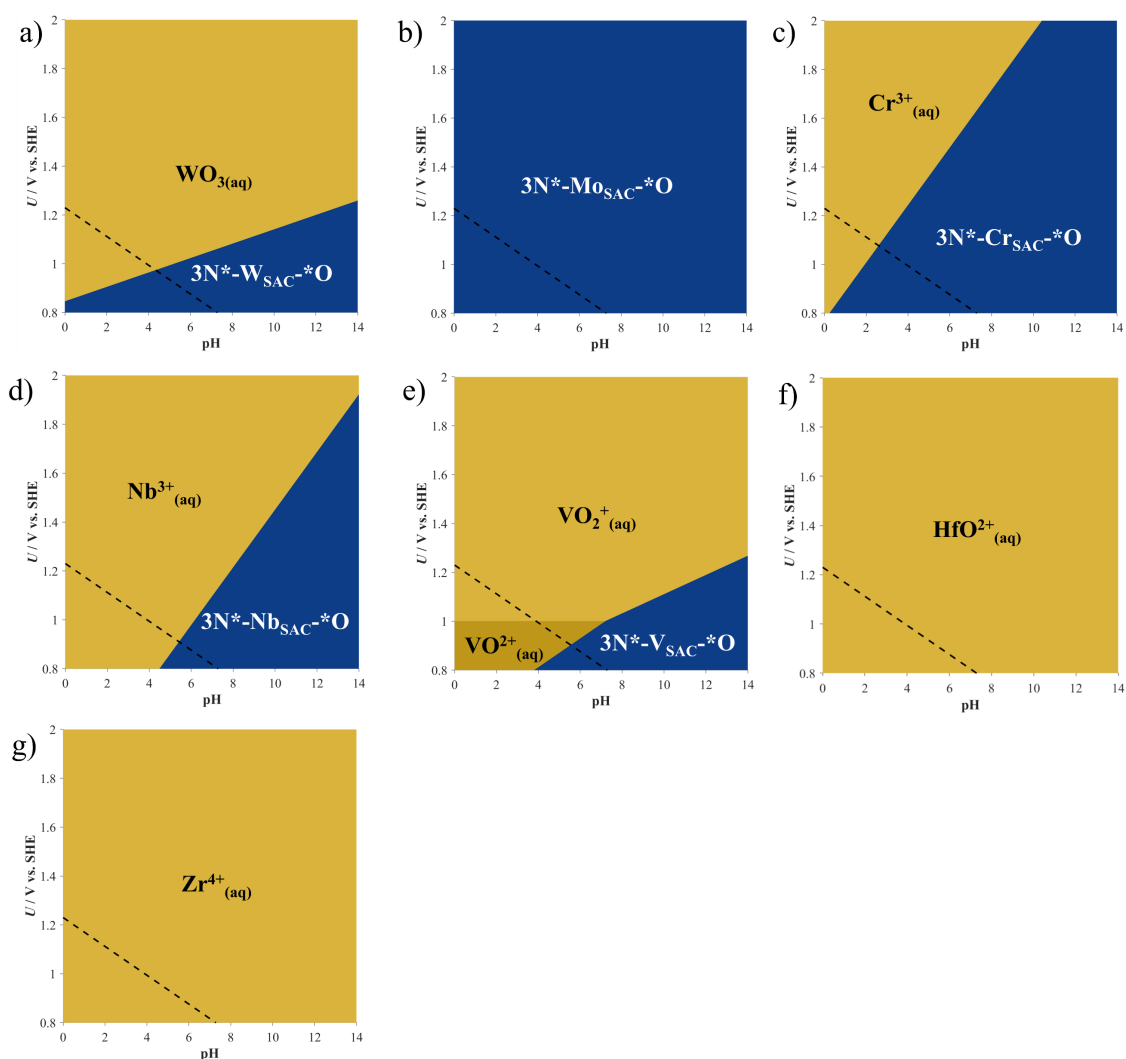 a)
2
1.8
1.6
1.4
1.2
1
0.8
U / V vs. SHE
WO3(aq)
3N*-WSAC-*O
0 2 4 6 8 10 12 14
pH
b)
2
1.8
1.6
1.4
1.2
1
0.8
U / V vs. SHE
3N*-MoSAC-*O
0 2 4 6 8 10 12 14
pH
c)
2
1.8
1.6
1.4
1.2
1
0.8
U / V vs. SHE
Cr3+(aq)
3N*-CrSAC-*O
0 2 4 6 8 10 12 14
pH
d)
2
1.8
1.6
1.4
1.2
1
0.8
U / V vs. SHE
Nb3+(aq)
3N*-NbSAC-*O
0 2 4 6 8 10 12 14
pH
e)
2
1.8
1.6
1.4
1.2
1
0.8
U / V vs. SHE
VO2+(aq)
VO2+(aq)
3N*-VSAC-*O
0 2 4 6 8 10 12 14
pH
f)
2
1.8
1.6
1.4
1.2
1
0.8
U / V vs. SHE
HfO2+(aq)
0 2 4 6 8 10 12 14
pH
g)
2
1.8
1.6
1.4
1.2
1
0.8
U / V vs. SHE
Zr4+(aq)
0 2 4 6 8 10 12 14
pH